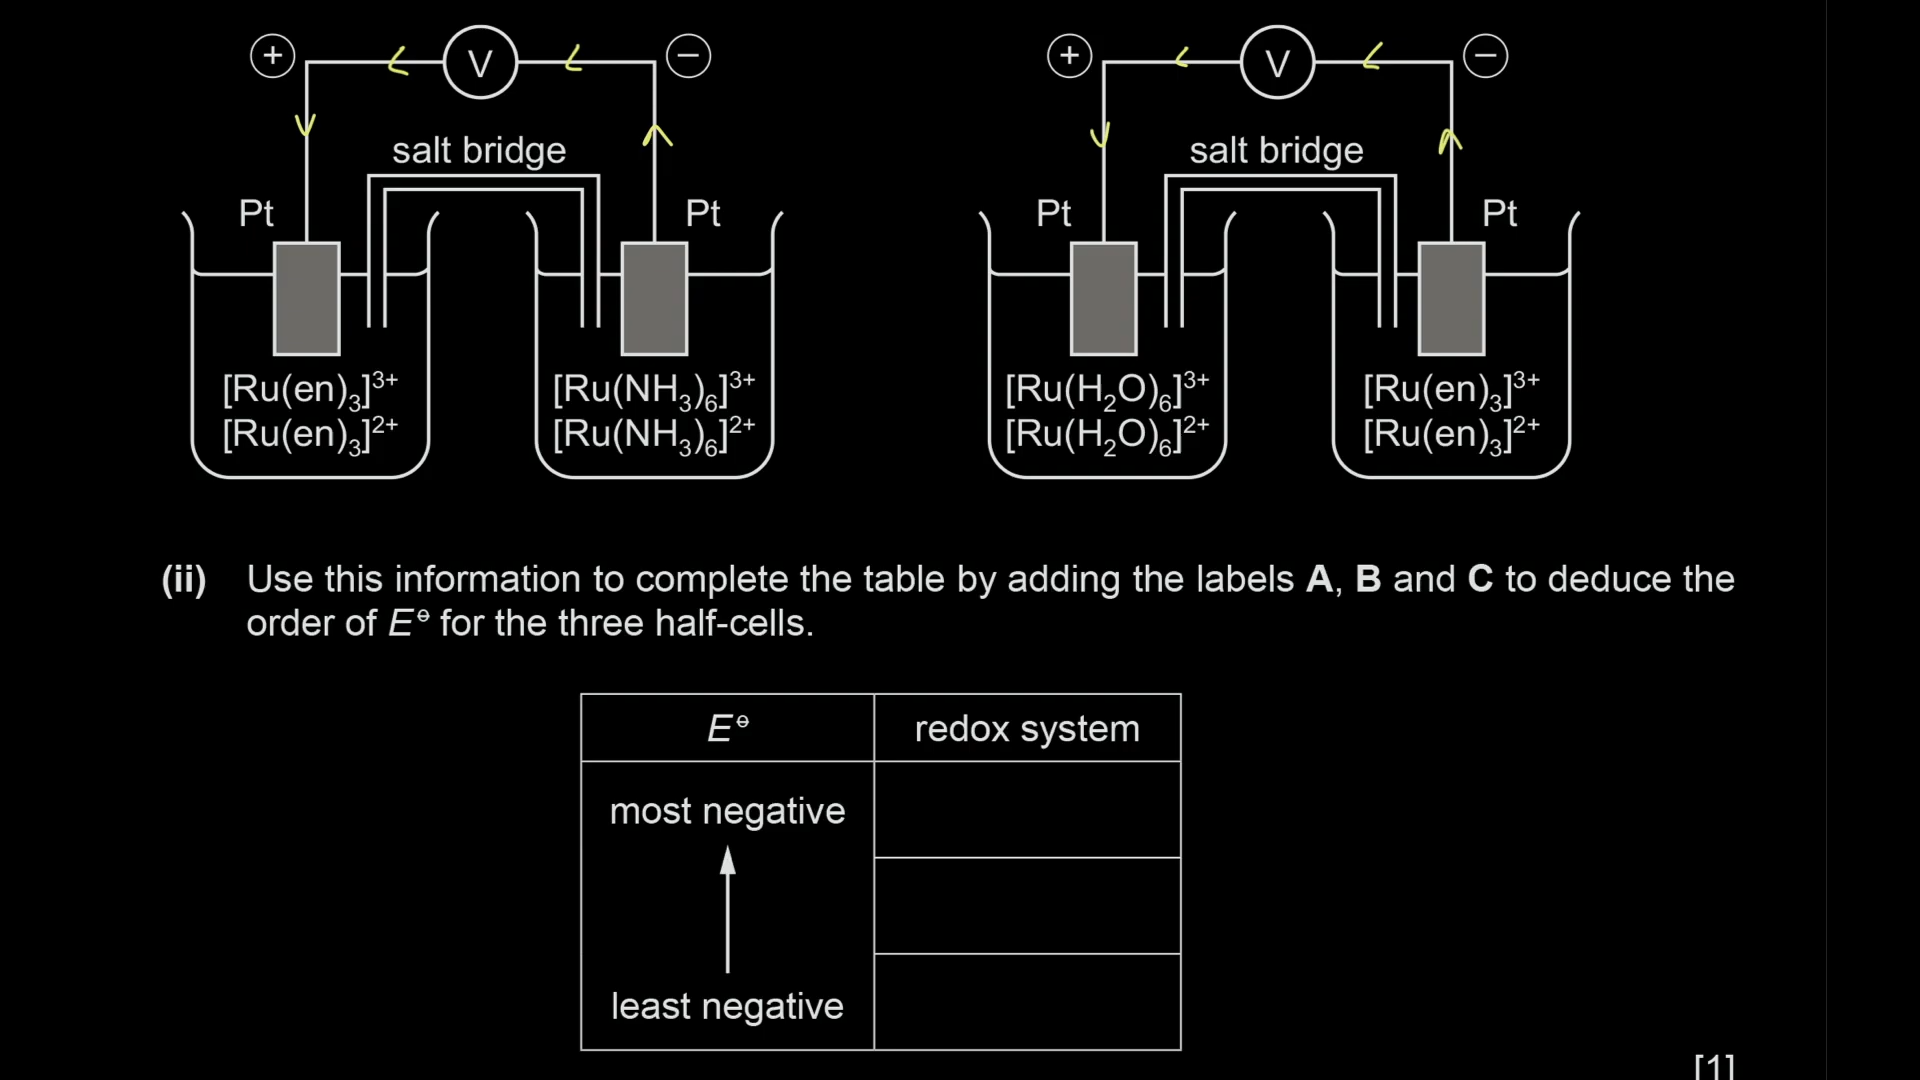 + V − + V −
salt bridge salt bridge
Pt Pt Pt Pt
[Ru(en)₃]³⁺ [Ru(NH₃)₆]³⁺ [Ru(H₂O)₆]³⁺ [Ru(en)₃]³⁺
[Ru(en)₃]²⁺ [Ru(NH₃)₆]²⁺ [Ru(H₂O)₆]²⁺ [Ru(en)₃]²⁺
(ii) Use this information to complete the table by adding the labels A, B and C to deduce the
order of E⦵ for the three half-cells.
E⦵ redox system
most negative
least negative
[1]